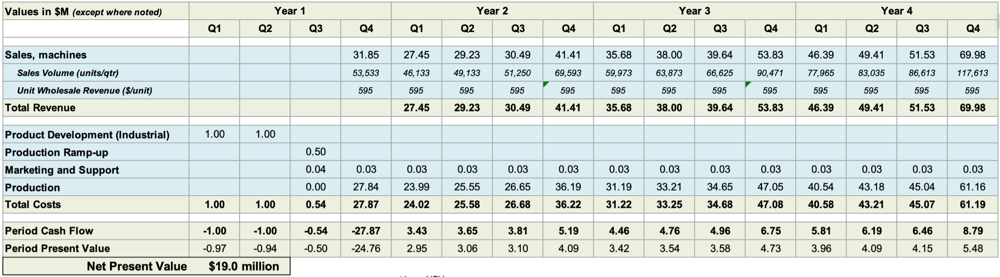 Values in $M (except where noted) Year 1 Year 2 Year 3 Year 4
Q1 Q2 Q3 Q4 Q1 Q2 Q3 Q4 Q1 Q2 Q3 Q4 Q1 Q2 Q3 Q4
Sales, machines 31.85 27.45 29.23 30.49 41.41 35.68 38.00 39.64 53.83 46.39 49.41 51.53 69.98
Sales Volume (units/qtr) 53,533 46,133 49,133 51,250 69,593 59,973 63,873 66,625 90,471 77,965 83,035 86,613 117,613
Unit Wholesale Revenue ($/unit) 595 595 595 595 595 595 595 595 595 595 595 595 595
Total Revenue 27.45 29.23 30.49 41.41 35.68 38.00 39.64 53.83 46.39 49.41 51.53 69.98
Product Development (Industrial) 1.00 1.00
Production Ramp-up 0.50
Marketing and Support 0.04 0.03 0.03 0.03 0.03 0.03 0.03 0.03 0.03 0.03 0.03 0.03 0.03 0.03
Production 0.00 27.84 23.99 25.55 26.65 36.19 31.19 33.21 34.65 47.05 40.54 43.18 45.04 61.16
Total Costs 1.00 1.00 0.54 27.87 24.02 25.58 26.68 36.22 31.22 33.25 34.68 47.08 40.58 43.21 45.07 61.19
Period Cash Flow -1.00 -1.00 -0.54 -27.87 3.43 3.65 3.81 5.19 4.46 4.76 4.96 6.75 5.81 6.19 6.46 8.79
Period Present Value -0.97 -0.94 -0.50 -24.76 2.95 3.06 3.10 4.09 3.42 3.54 3.58 4.73 3.96 4.09 4.15 5.48
Net Present Value $19.0 million